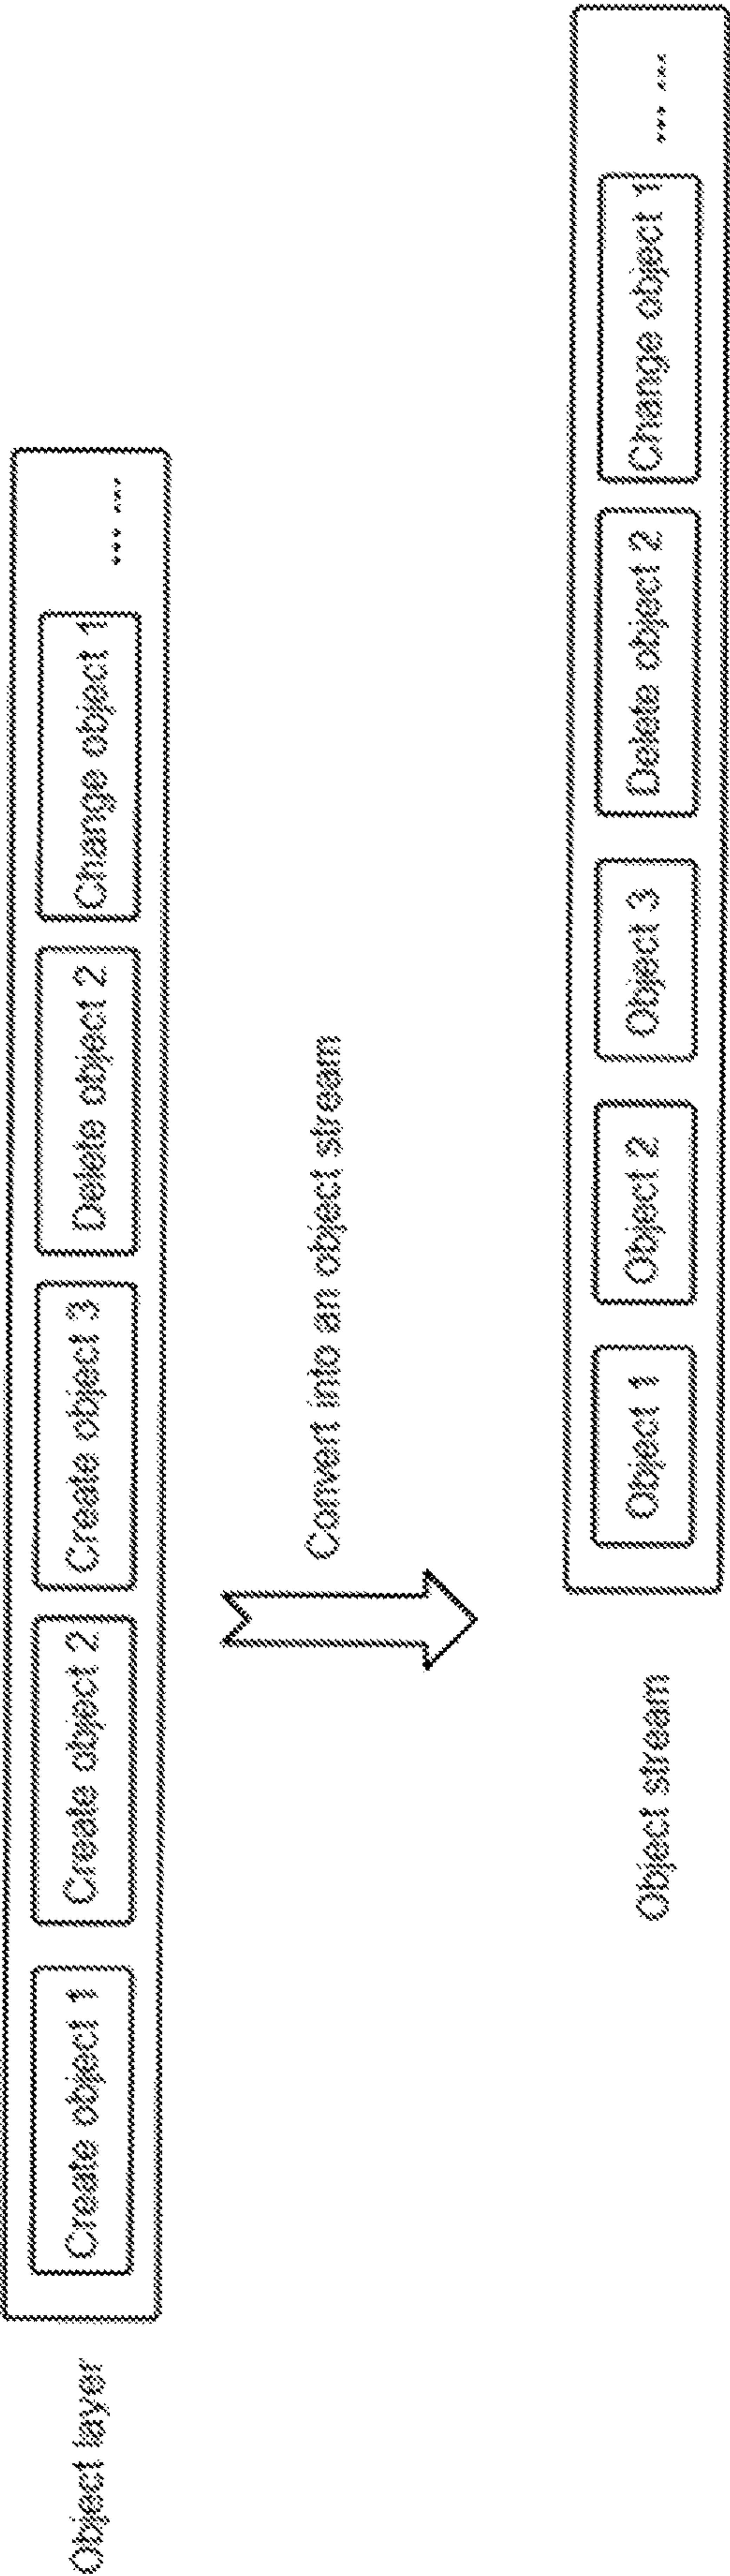 Object layer
Create object 1
Create object 2
Create object 3
Delete object 2
Change object 1
... ...
Convert into an object stream
Object stream
Object 1
Object 2
Object 3
Delete object 2
Change object 1
... ...